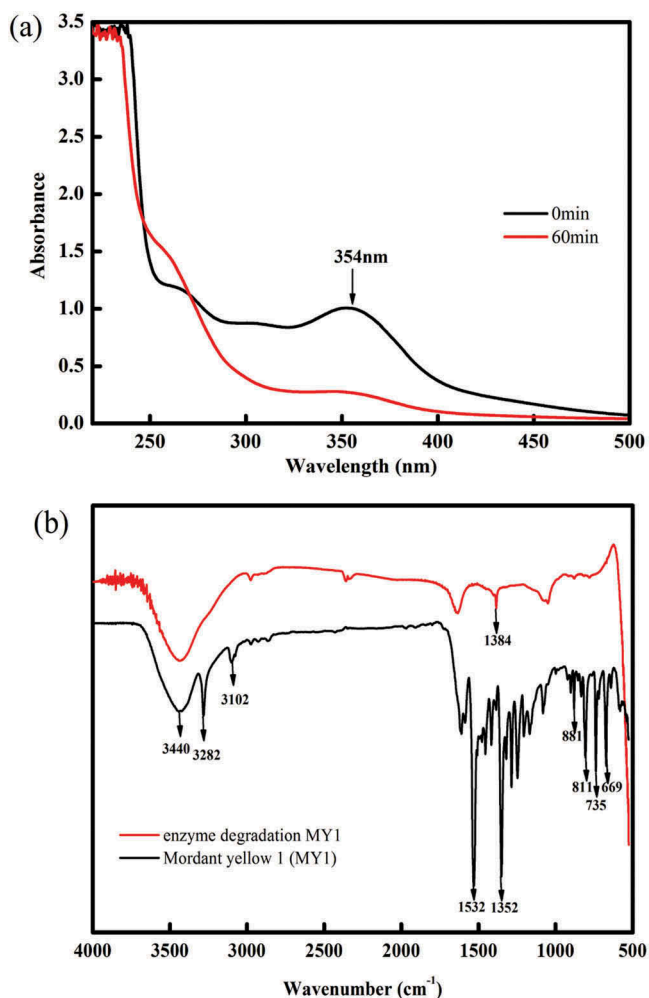 (a)
3.5
3.0
2.5
2.0
1.5
1.0
0.5
0.0
Absorbance
354nm
0min
60min
250 300 350 400 450 500
Wavelength (nm)
(b)
1384
3102
3440
3282
881
811
669
735
enzyme degradation MY1
Mordant yellow 1 (MY1)
1532
1352
4000 3500 3000 2500 2000 1500 1000 500
Wavenumber (cm⁻¹)